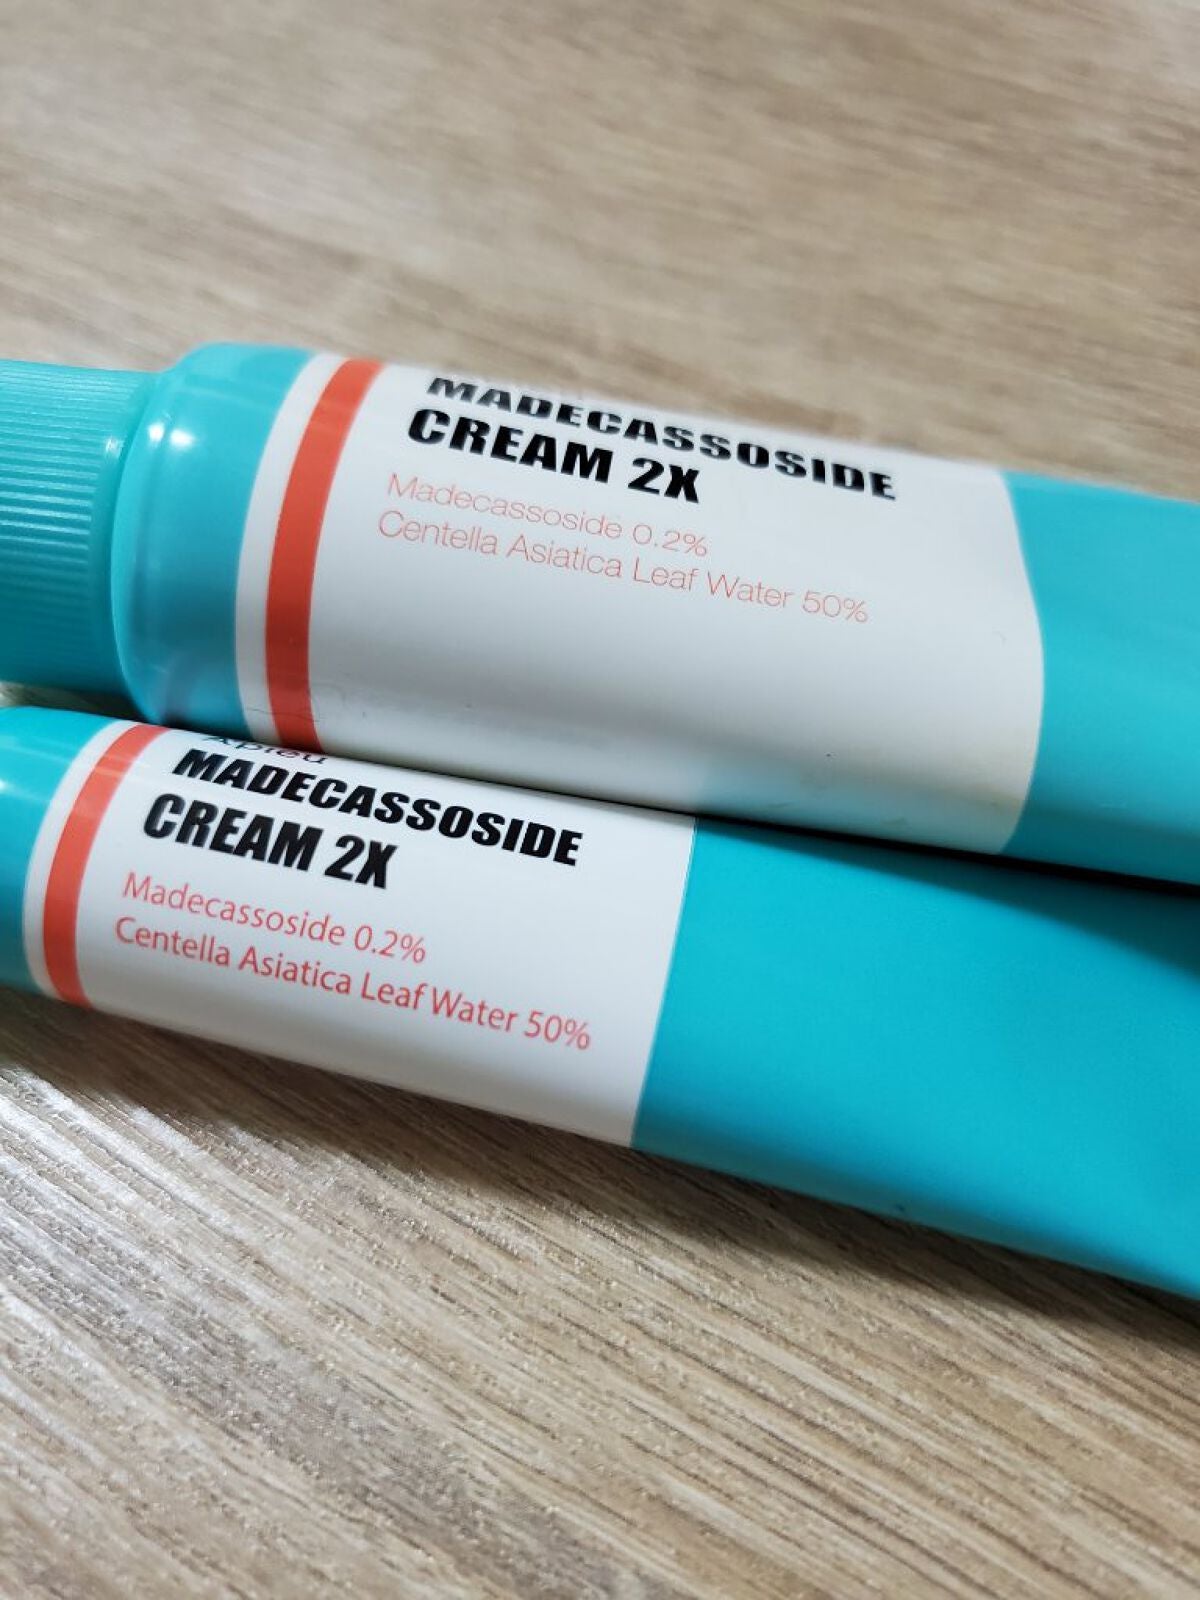 MADECASSOSIDE
CREAM 2X
Madecassoside 0.2%
Centella Asiatica Leaf Water 50%
Apieu
MADECASSOSIDE
CREAM 2X
Madecassoside 0.2%
Centella Asiatica Leaf Water 50%